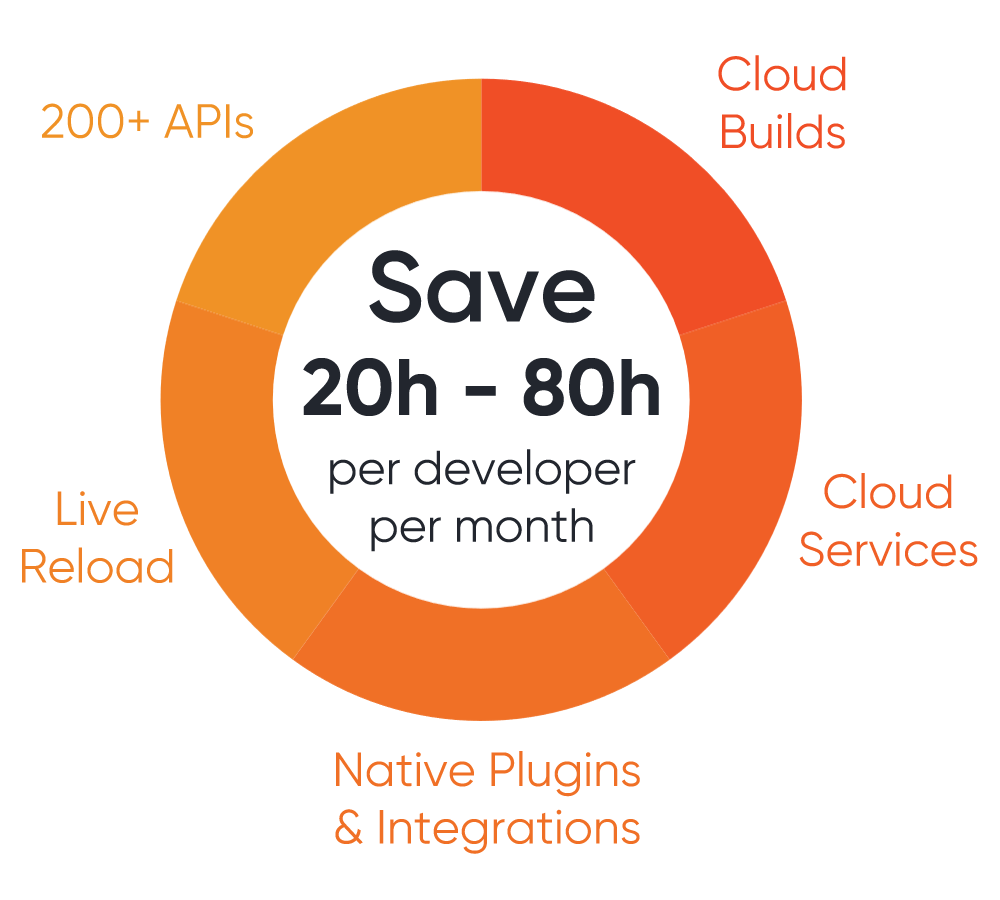 Cloud
Builds
200+ APIs
Save
20h - 80h
per developer
per month
Cloud
Services
Live
Reload
Native Plugins
& Integrations